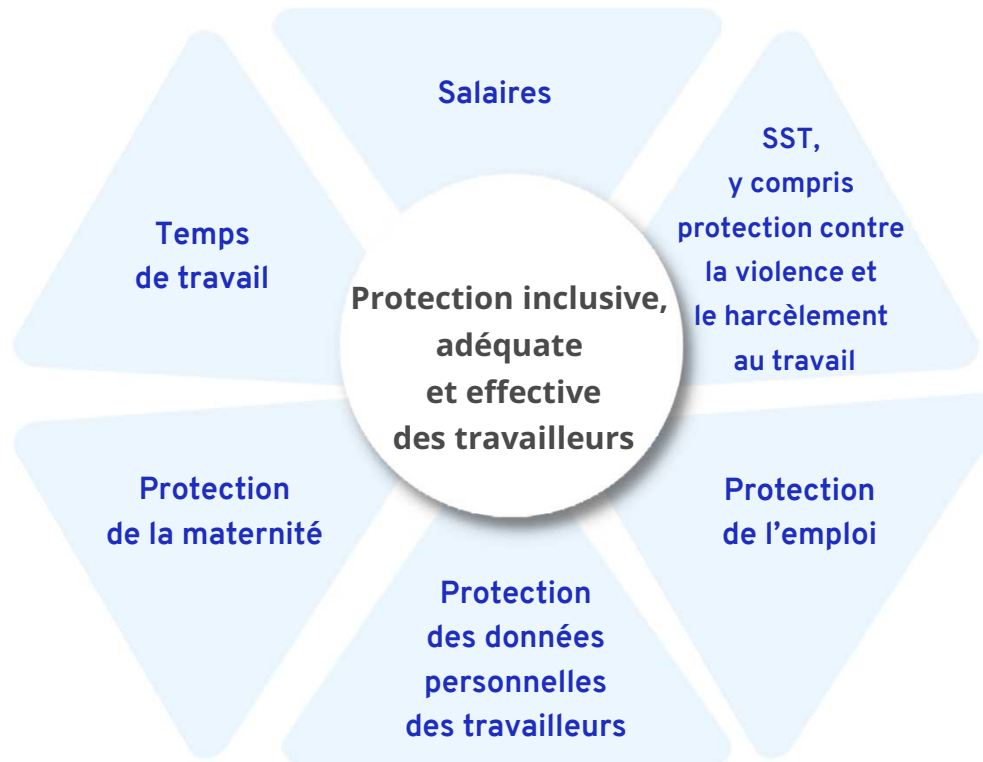 Salaires
SST,
y compris
protection contre
la violence et
le harcèlement
au travail
Temps
de travail
Protection inclusive,
adéquate
et effective
des travailleurs
Protection
de la maternité
Protection
de l'emploi
Protection
des données
personnelles
des travailleurs